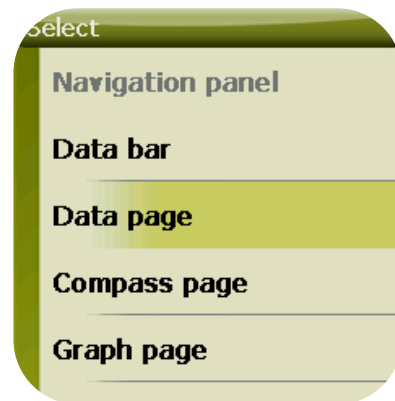 Select
Navigation panel
Data bar
Data page
Compass page
Graph page